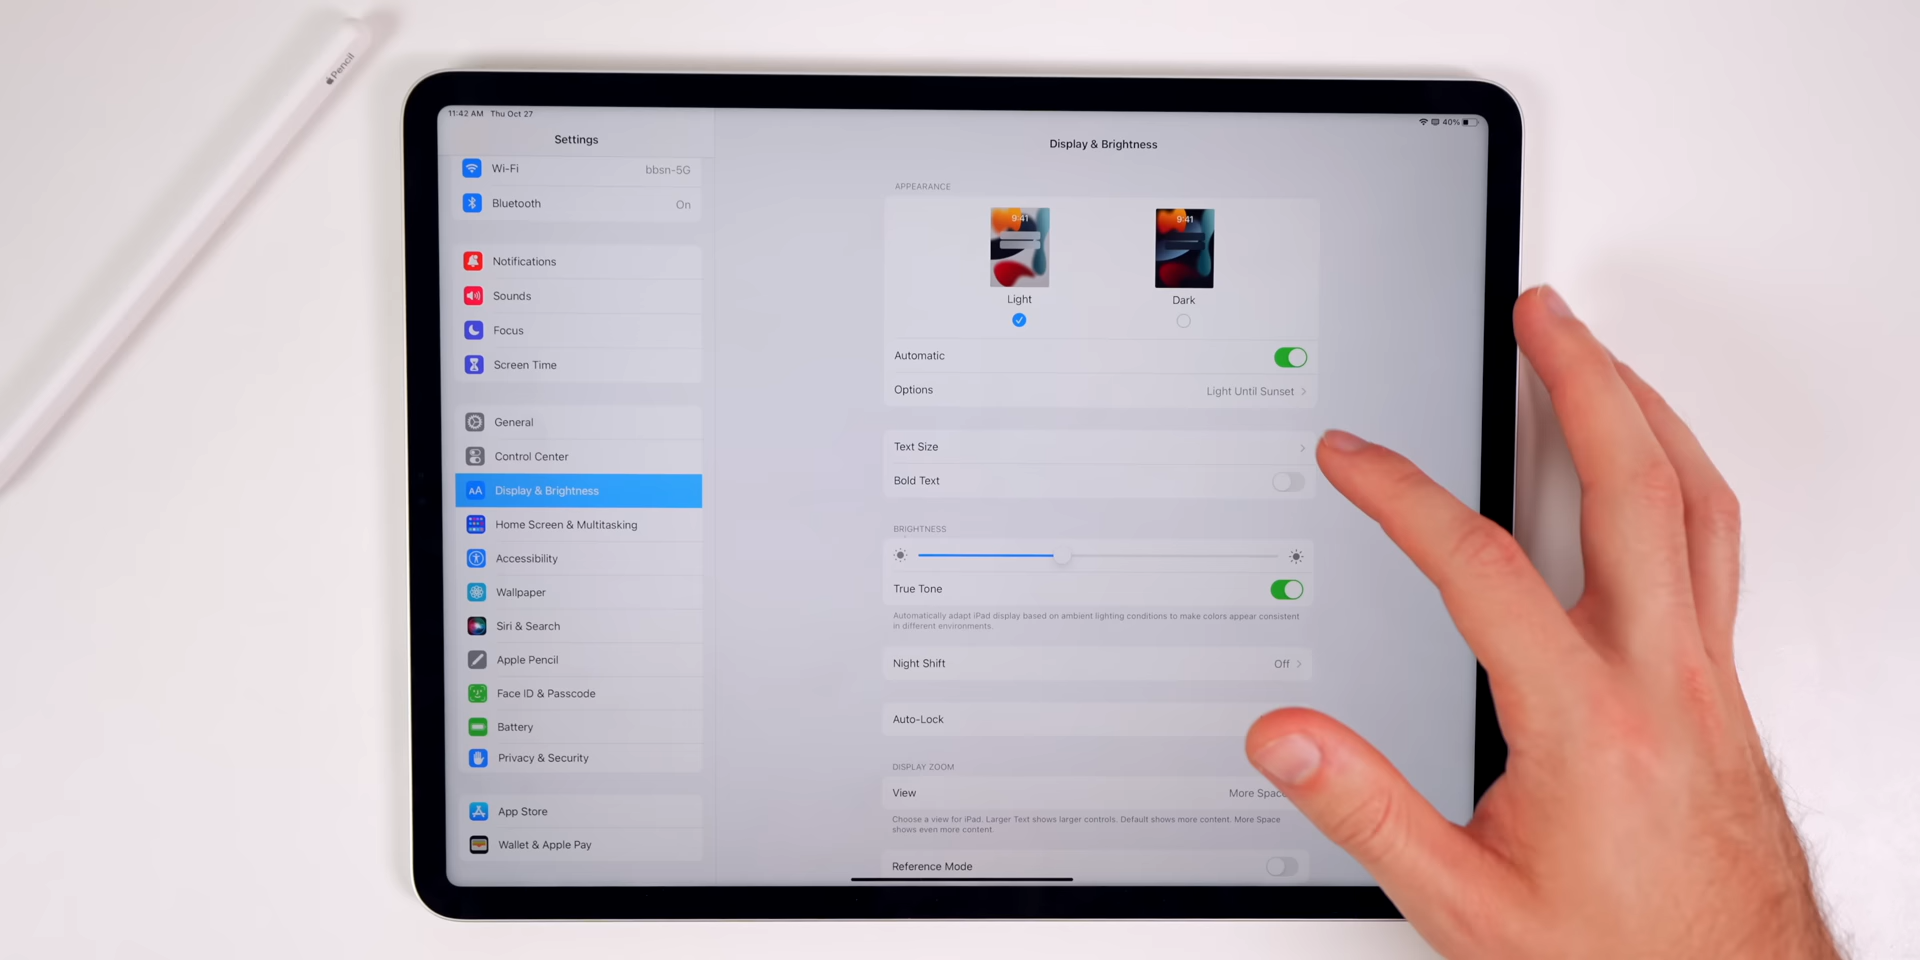 Pencil
11:42 AM Thu Oct 27
40%
Settings
Wi-Fi bbsn-5G
Bluetooth On
Notifications
Sounds
Focus
Screen Time
General
Control Center
AA Display & Brightness
Home Screen & Multitasking
Accessibility
Wallpaper
Siri & Search
Apple Pencil
Face ID & Passcode
Battery
Privacy & Security
App Store
Wallet & Apple Pay
Display & Brightness
APPEARANCE
9:41 9:41
Light Dark
Automatic
Options Light Until Sunset
Text Size
Bold Text
BRIGHTNESS
True Tone
Automatically adapt iPad display based on ambient lighting conditions to make colors appear consistent
in different environments.
Night Shift Off
Auto-Lock
DISPLAY ZOOM
View More Space
Choose a view for iPad. Larger Text shows larger controls. Default shows more content. More Space
shows even more content.
Reference Mode